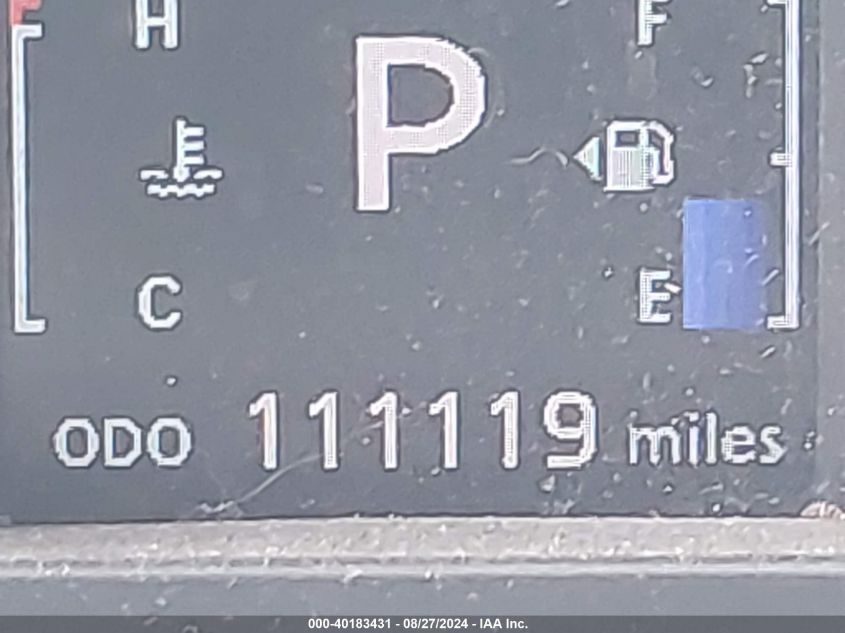 H F
P
C E
ODO 111119 miles
000-40183431 - 08/27/2024 - IAA Inc.